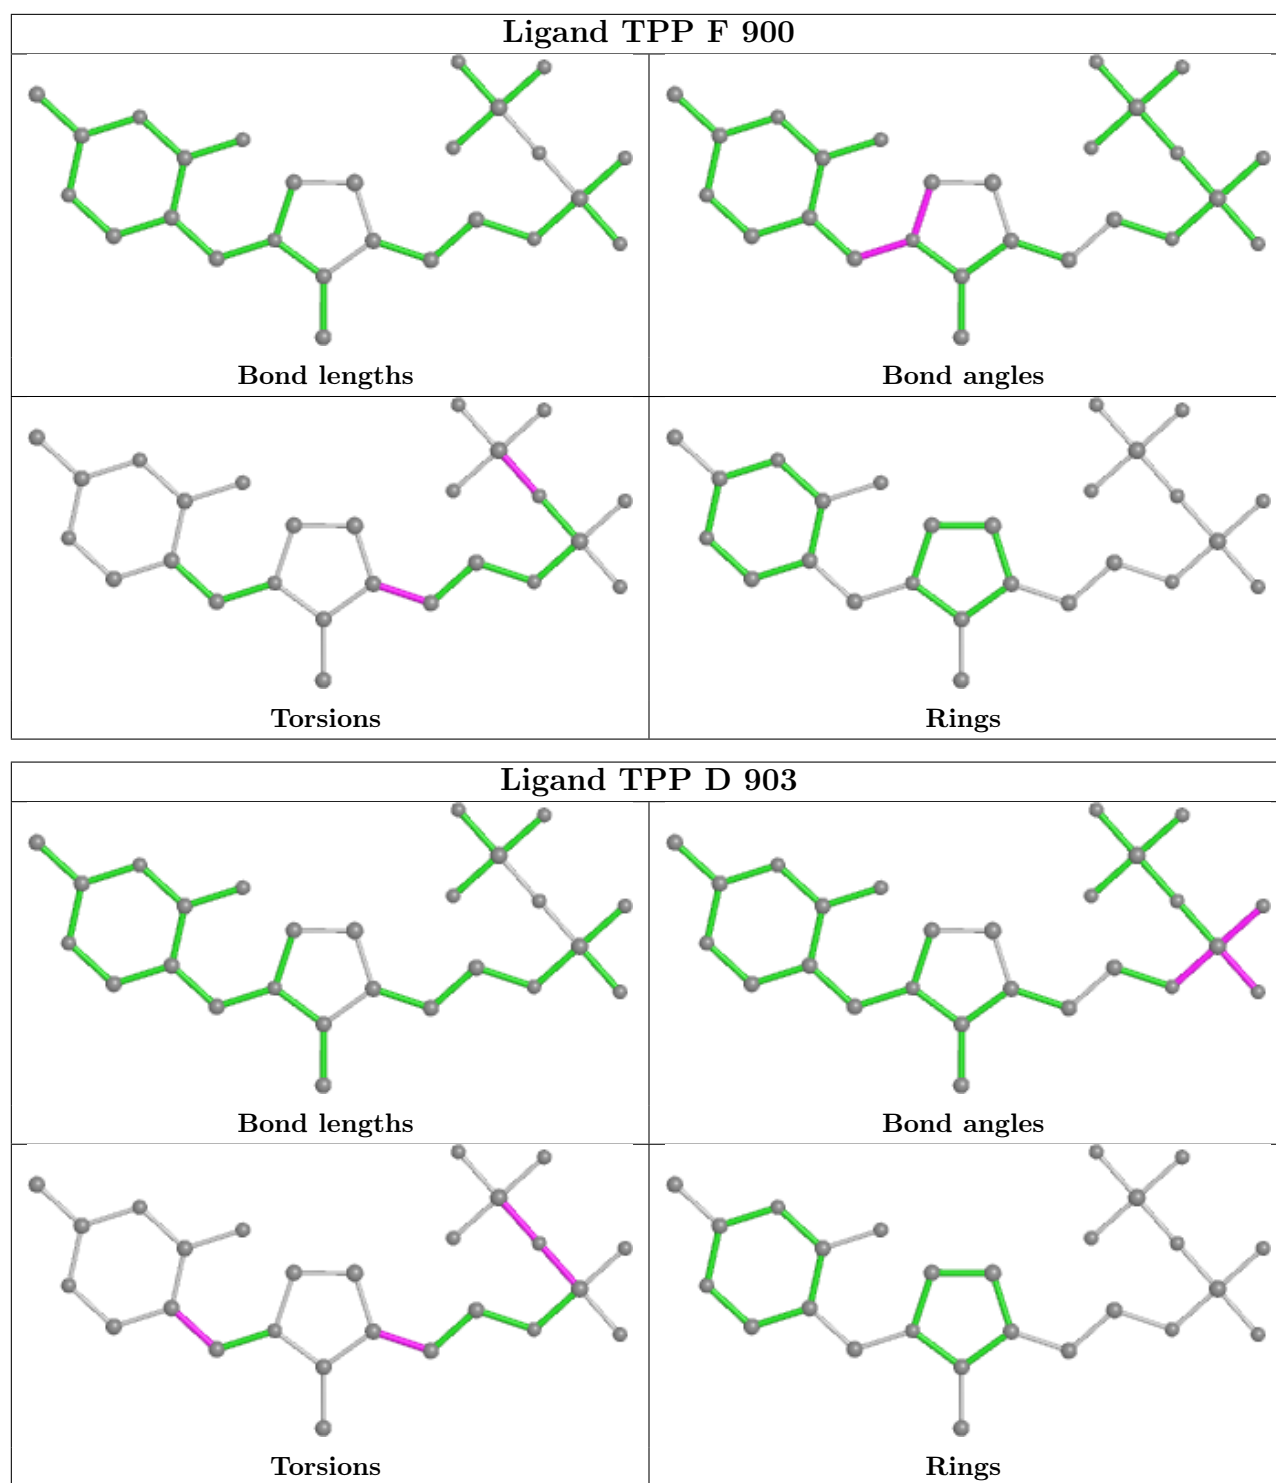 Ligand TPP F 900
Bond lengths
Bond angles
Torsions
Rings
Ligand TPP D 903
Bond lengths
Bond angles
Torsions
Rings